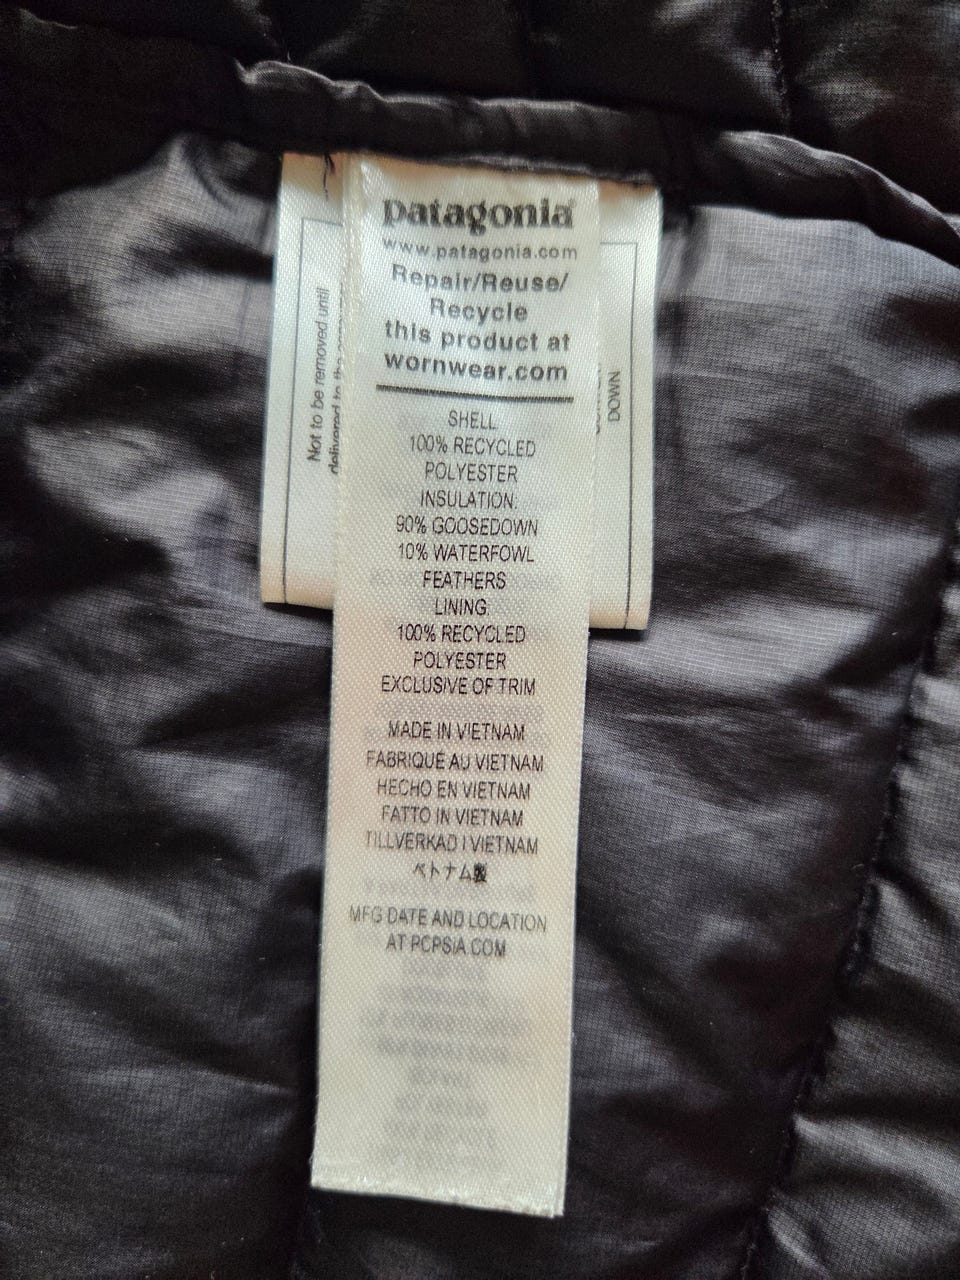 patagonia®
www.patagonia.com
Repair/Reuse/
Recycle
this product at
wornwear.com
SHELL
100% RECYCLED
POLYESTER
INSULATION:
90% GOOSEDOWN
10% WATERFOWL
FEATHERS
LINING:
100% RECYCLED
POLYESTER
EXCLUSIVE OF TRIM
MADE IN VIETNAM
FABRIQUÉ AU VIETNAM
HECHO EN VIETNAM
FATTO IN VIETNAM
TILLVERKAD I VIETNAM
ベトナム製
MFG DATE AND LOCATION
AT PCPSIA.COM
Not to be removed until
delivered to the
DOWN